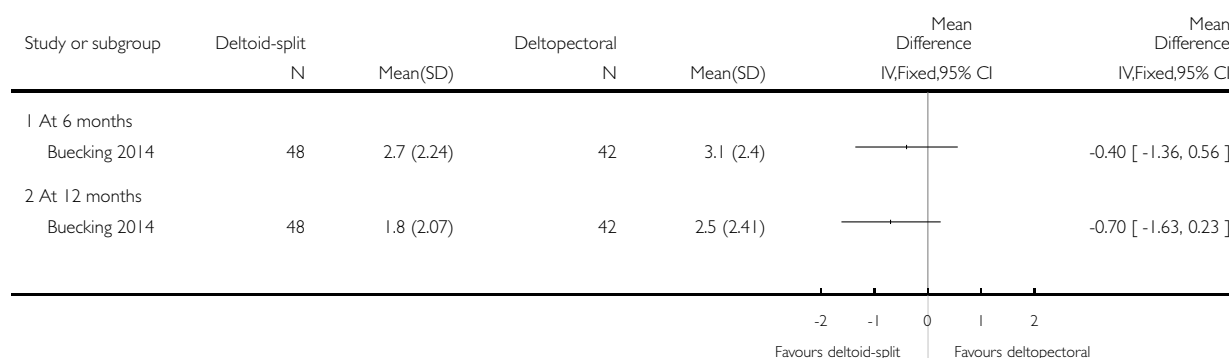 Study or subgroup Deltoid-split Deltopectoral Mean Difference Mean Difference
N Mean(SD) N Mean(SD) IV,Fixed,95% CI IV,Fixed,95% CI
1 At 6 months
Buecking 2014 48 2.7 (2.24) 42 3.1 (2.4) -0.40 [ -1.36, 0.56 ]
2 At 12 months
Buecking 2014 48 1.8 (2.07) 42 2.5 (2.41) -0.70 [ -1.63, 0.23 ]
-2 -1 0 1 2
Favours deltoid-split Favours deltopectoral